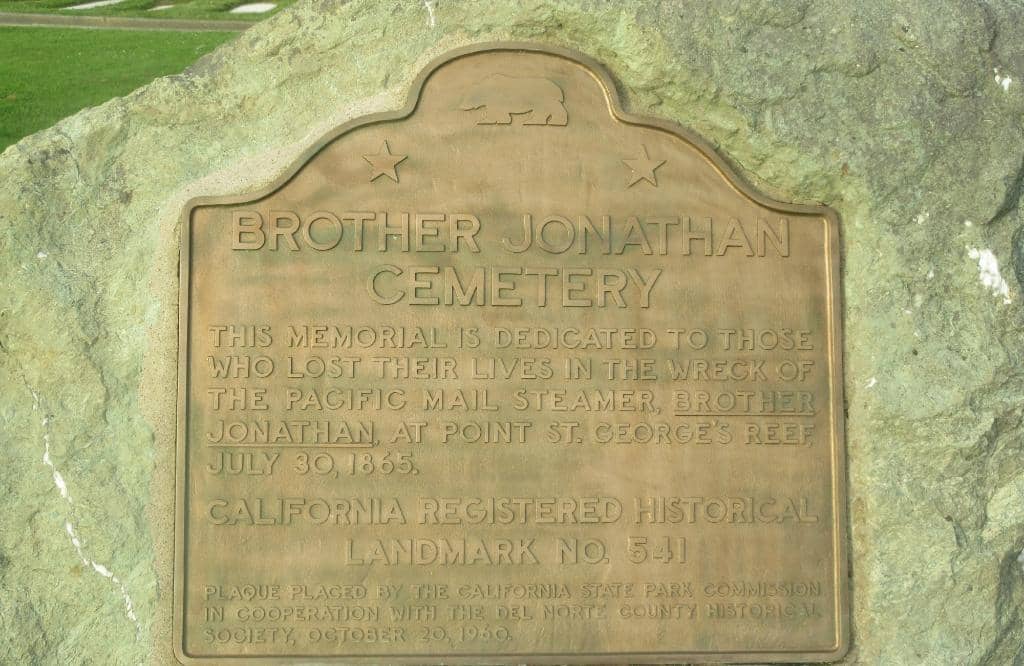 BROTHER JONATHAN
CEMETERY
THIS MEMORIAL IS DEDICATED TO THOSE
WHO LOST THEIR LIVES IN THE WRECK OF
THE PACIFIC MAIL STEAMER, BROTHER
JONATHAN, AT POINT ST. GEORGE'S REEF,
JULY 30, 1865.
CALIFORNIA REGISTERED HISTORICAL
LANDMARK NO. 541
PLAQUE PLACED BY THE CALIFORNIA STATE PARK COMMISSION
IN COOPERATION WITH THE DEL NORTE COUNTY HISTORICAL
SOCIETY, OCTOBER 20, 1960.